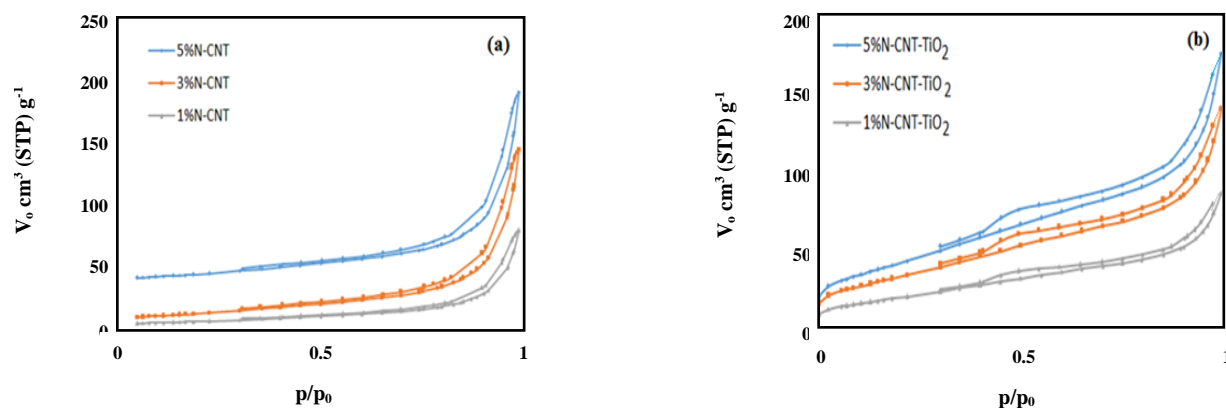 250
200
150
100
50
0
(a)
5%N-CNT
3%N-CNT
1%N-CNT
V₀ cm³ (STP) g⁻¹
0
0.5
1
p/p₀
200
150
100
50
0
(b)
5%N-CNT-TiO₂
3%N-CNT-TiO₂
1%N-CNT-TiO₂
V₀ cm³ (STP) g⁻¹
0
0.5
1
p/p₀